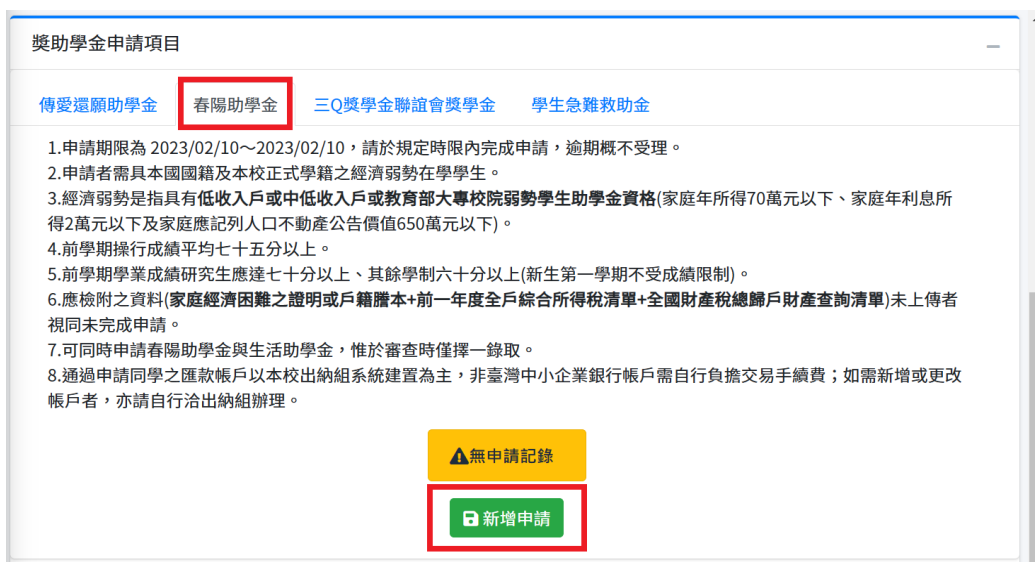 獎助學金申請項目
傳愛還願助學金 春陽助學金 三Q獎學金聯誼會獎學金 學生急難救助金
1.申請期限為 2023/02/10～2023/02/10，請於規定時限內完成申請，逾期概不受理。
2.申請者需具本國國籍及本校正式學籍之經濟弱勢在學學生。
3.經濟弱勢是指具有低收入戶或中低收入戶或教育部大專校院弱勢學生助學金資格(家庭年所得70萬元以下、家庭年利息所
得2萬元以下及家庭應記列人口不動產公告價值650萬元以下)。
4.前學期操行成績平均七十五分以上。
5.前學期學業成績研究生應達七十分以上、其餘學制六十分以上(新生第一學期不受成績限制)。
6.應檢附之資料(家庭經濟困難之證明或戶籍謄本+前一年度全戶綜合所得稅清單+全國財產稅總歸戶財產查詢清單)未上傳者
視同未完成申請。
7.可同時申請春陽助學金與生活助學金，惟於審查時僅擇一錄取。
8.通過申請同學之匯款帳戶以本校出納組系統建置為主，非臺灣中小企業銀行帳戶需自行負擔交易手續費；如需新增或更改
帳戶者，亦請自行洽出納組辦理。
無申請記錄
新增申請